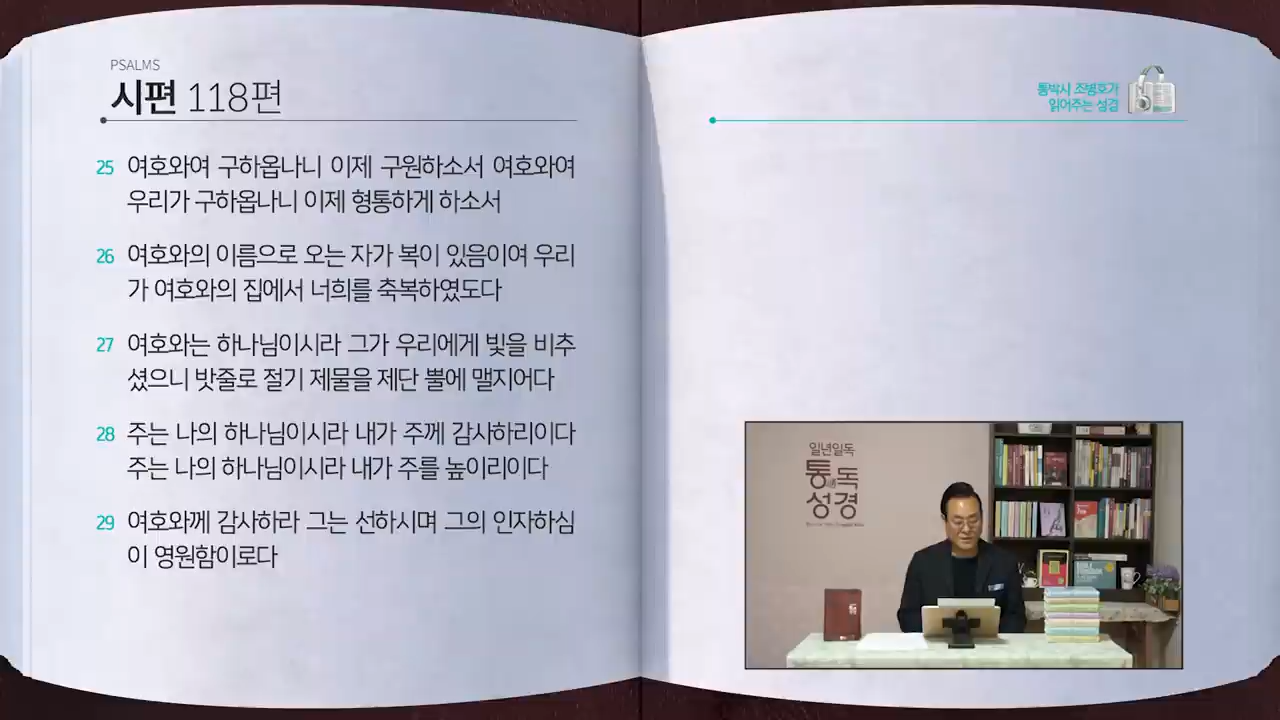 PSALMS
시편 118편
25 여호와여 구하옵나니 이제 구원하소서 여호와여
우리가 구하옵나니 이제 형통하게 하소서
26 여호와의 이름으로 오는 자가 복이 있음이여 우리
가 여호와의 집에서 너희를 축복하였도다
27 여호와는 하나님이시라 그가 우리에게 빛을 비추
셨으니 밧줄로 절기 제물을 제단 뿔에 맬지어다
28 주는 나의 하나님이시라 내가 주께 감사하리이다
주는 나의 하나님이시라 내가 주를 높이리이다
29 여호와께 감사하라 그는 선하시며 그의 인자하심
이 영원함이로다
통박사 조병호가
읽어주는 성경
일년일독
통독
성경